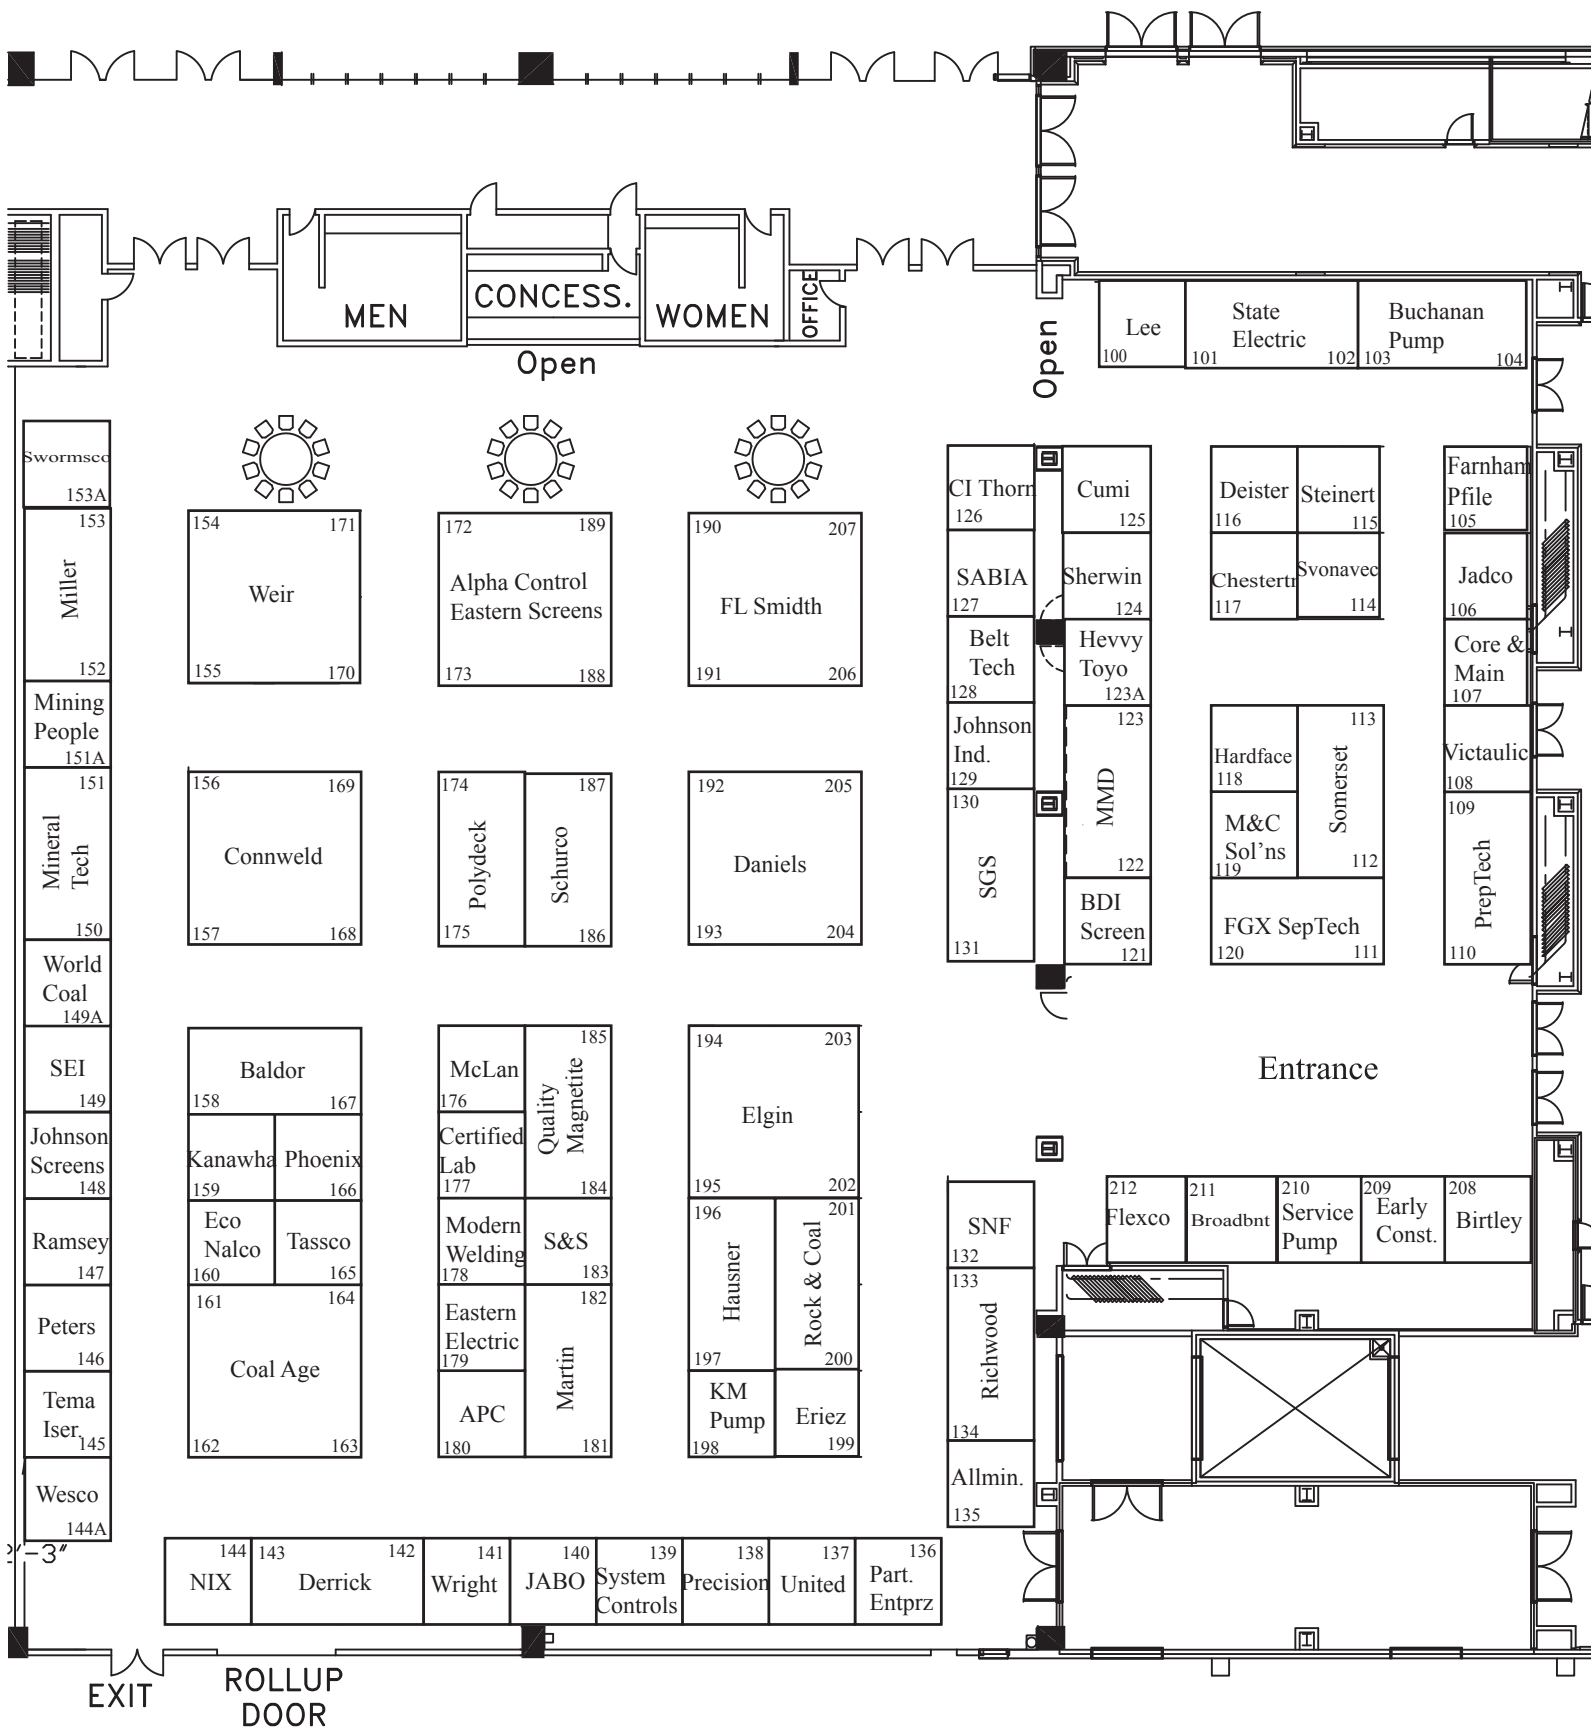 MEN
CONCESS.
WOMEN
OFFICE
Open
Open
Lee
100
State
Electric
101
102
Buchanan
Pump
103
104
Swormsco
153A
153
Miller
152
Mining
People
151A
151
Mineral
Tech
150
World
Coal
149A
SEI
149
Johnson
Screens
148
Ramsey
147
Peters
146
Tema
Iser.
145
Wesco
144A
154
171
Weir
155
170
156
169
Connweld
157
168
Baldor
158
167
Kanawha
159
Phoenix
166
Eco
Nalco
160
Tassco
165
161
164
Coal Age
162
163
172
189
Alpha Control
Eastern Screens
173
188
174
Polydeck
175
187
Schurco
186
McLan
176
185
Quality
Magnetite
184
Certified
Lab
177
Modern
Welding
178
S&S
183
Eastern
Electric
179
182
Martin
181
APC
180
190
207
FL Smidth
191
206
192
205
Daniels
193
204
194
203
Elgin
195
202
196
Hausner
197
201
Rock & Coal
200
KM
Pump
198
Eriez
199
CI Thorn
126
SABIA
127
Belt
Tech
128
Johnson
Ind.
129
130
SGS
131
Cumi
125
Sherwin
124
Hevvy
Toyo
123A
123
MMD
122
BDI
Screen
121
Deister
116
Steinert
115
Chestertn
117
Svonavec
114
Hardface
118
113
Somerset
112
M&C
Sol'ns
119
FGX SepTech
120
111
Farnham
Pfile
105
Jadco
106
Core &
Main
107
Victaulic
108
109
PrepTech
110
Entrance
212
Flexco
211
Broadbnt
210
Service
Pump
209
Early
Const.
208
Birtley
SNF
132
133
Richwood
134
Allmin.
135
144
NIX
143
142
Derrick
141
Wright
140
JABO
139
System
Controls
138
Precision
137
United
136
Part.
Entprz
2'-3"
EXIT
ROLLUP
DOOR